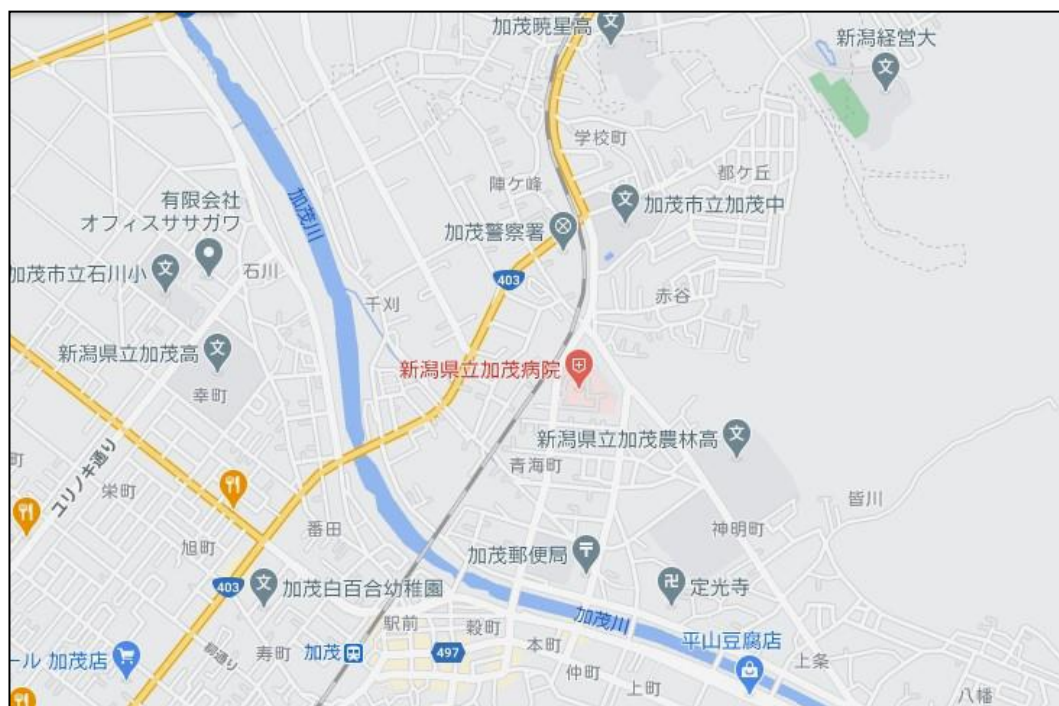 加茂暁星高
新潟経営大
学校町
都ケ丘
陣ケ峰
加茂市立加茂中
有限会社
オフィスササガワ
加茂川
加茂警察署
加茂市立石川小
石川
403
千刈
赤谷
新潟県立加茂高
新潟県立加茂病院
幸町
新潟県立加茂農林高
青海町
町
ユリノキ通り
栄町
皆川
神明町
番田
旭町
加茂郵便局
403
加茂白百合幼稚園
定光寺
加茂川
駅前
穀町
本町
平山豆腐店
柳通り
寿町
加茂
497
ール 加茂店
仲町
上町
上条
八幡